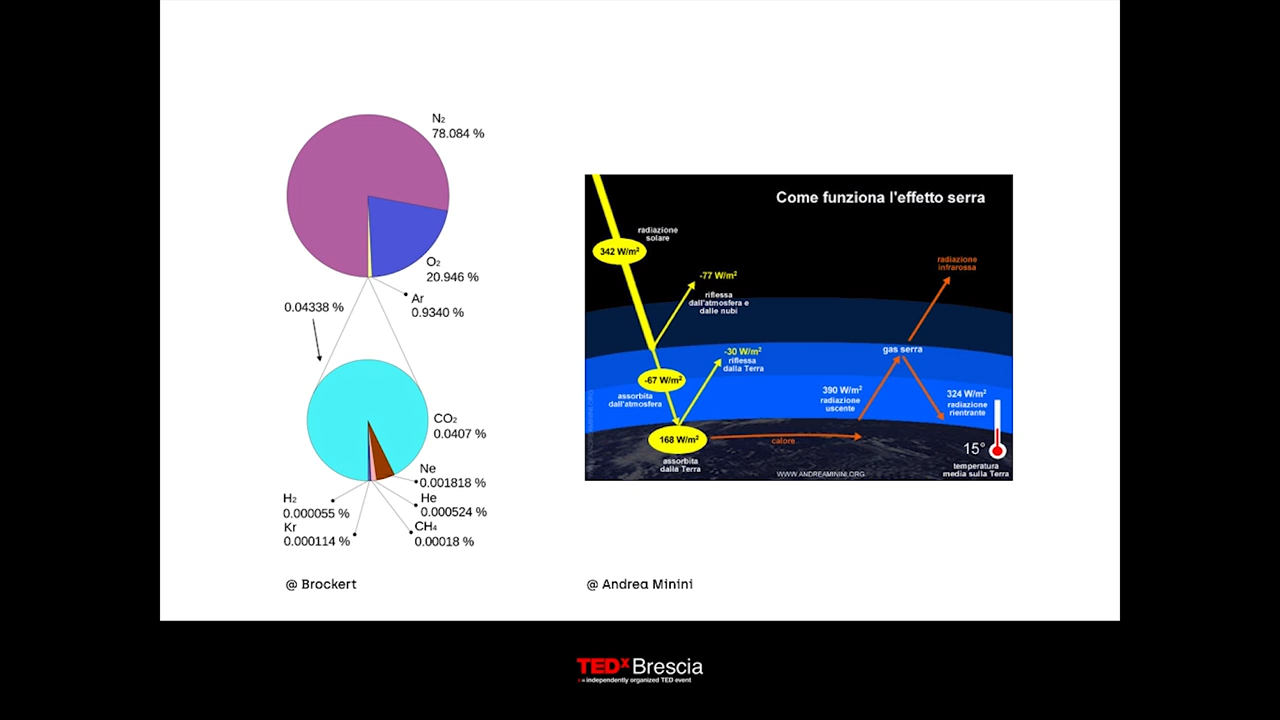 N₂
78.084 %
O₂
20.946 %
Ar
0.9340 %
0.04338 %
CO₂
0.0407 %
Ne
0.001818 %
He
0.000524 %
CH₄
0.00018 %
H₂
0.000055 %
Kr
0.000114 %
@ Brockert
Come funziona l'effetto serra
radiazione
solare
342 W/m²
-77 W/m²
riflessa
dall'atmosfera e
dalle nubi
radiazione
infrarossa
-30 W/m²
riflessa
dalla Terra
gas serra
-67 W/m²
assorbita
dall'atmosfera
390 W/m²
radiazione
uscente
324 W/m²
radiazione
rientrante
168 W/m²
assorbita
dalla Terra
calore
15°
temperatura
media sulla Terra
WWW.ANDREAMININI.ORG
WWW.ANDREAMININI.ORG
@ Andrea Minini
TEDxBrescia
x = independently organized TED event